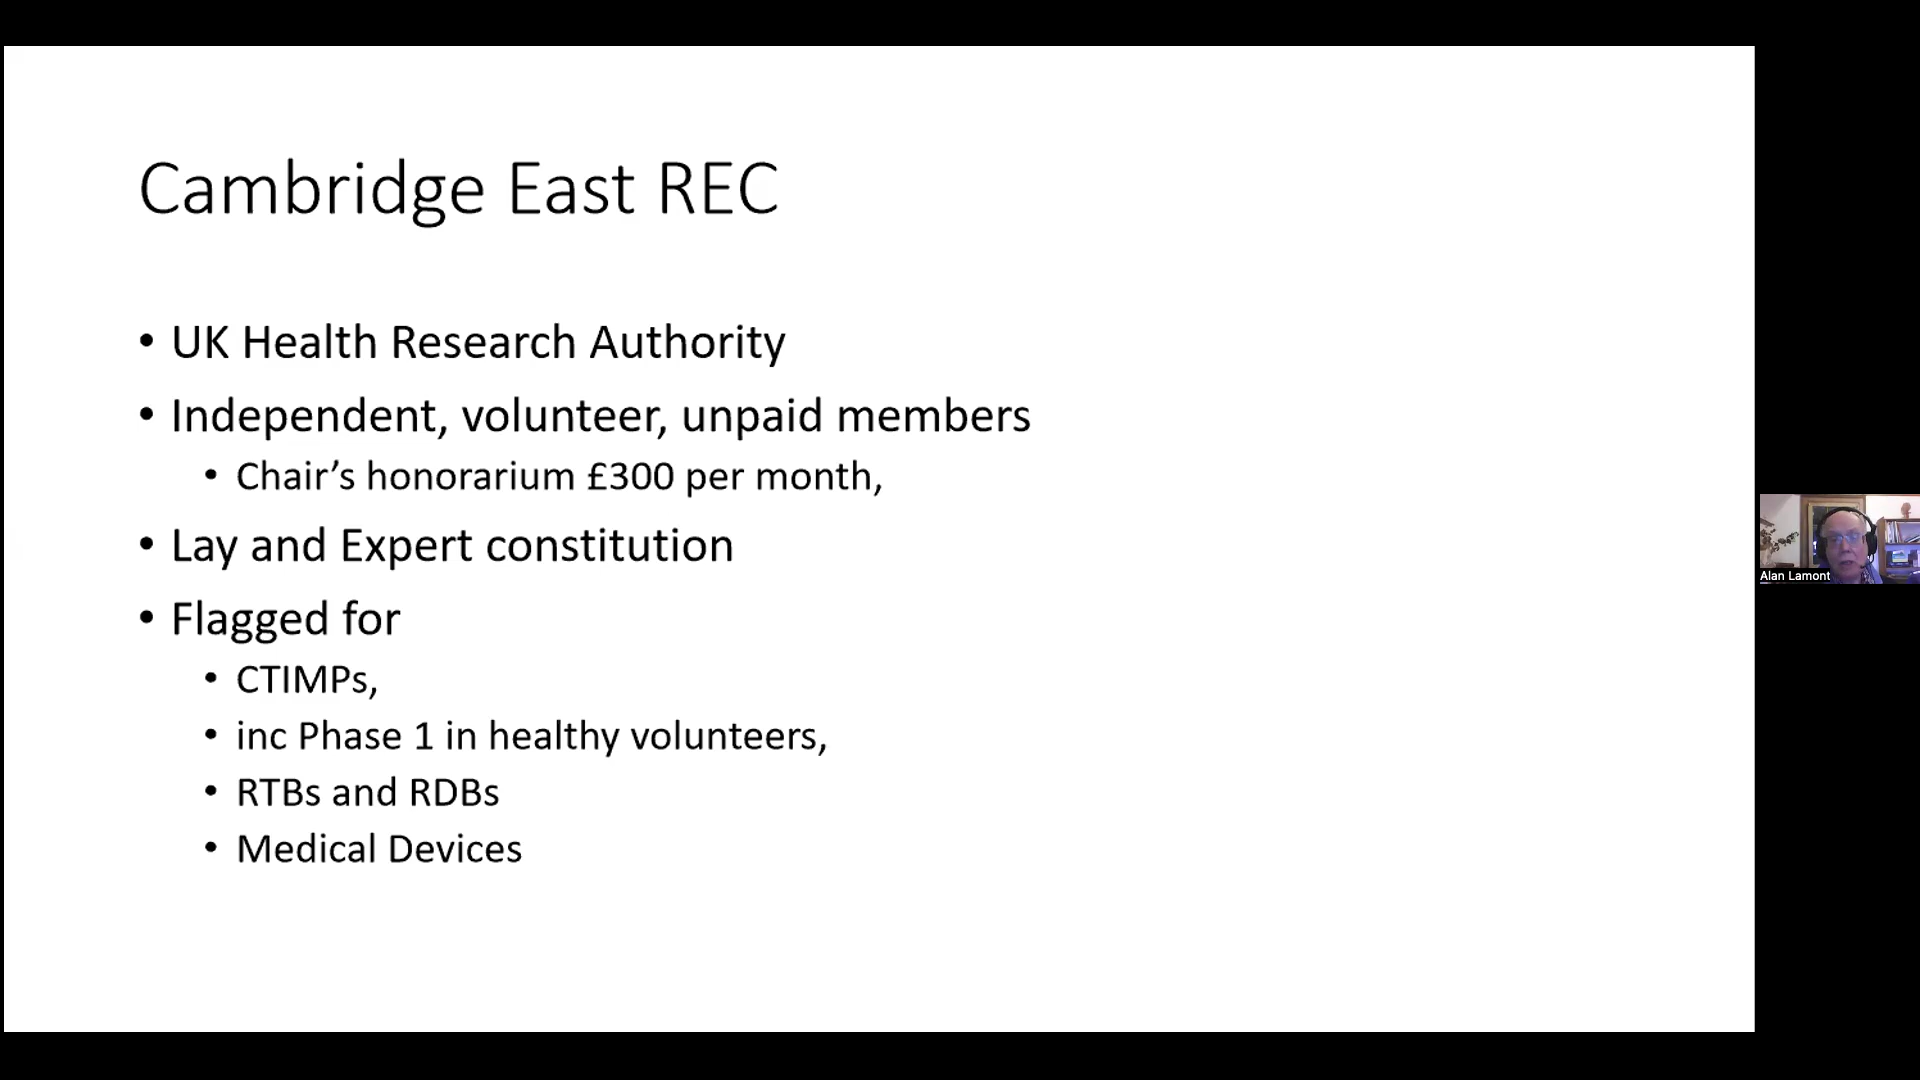 Cambridge East REC
• UK Health Research Authority
• Independent, volunteer, unpaid members
• Chair’s honorarium £300 per month,
• Lay and Expert constitution
• Flagged for
• CTIMPs,
• inc Phase 1 in healthy volunteers,
• RTBs and RDBs
• Medical Devices
Alan Lamont